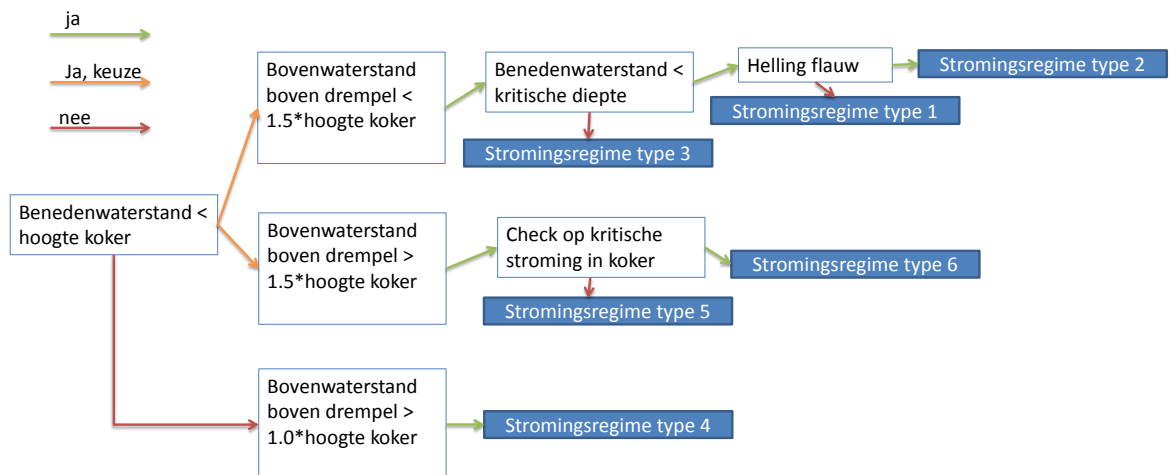 ja
Ja, keuze
nee
Bovenwaterstand
boven drempel <
1.5*hoogte koker
Benedenwaterstand <
kritische diepte
Helling flauw
Stromingsregime type 2
Stromingsregime type 1
Stromingsregime type 3
Benedenwaterstand <
hoogte koker
Bovenwaterstand
boven drempel >
1.5*hoogte koker
Check op kritische
stroming in koker
Stromingsregime type 6
Stromingsregime type 5
Bovenwaterstand
boven drempel >
1.0*hoogte koker
Stromingsregime type 4